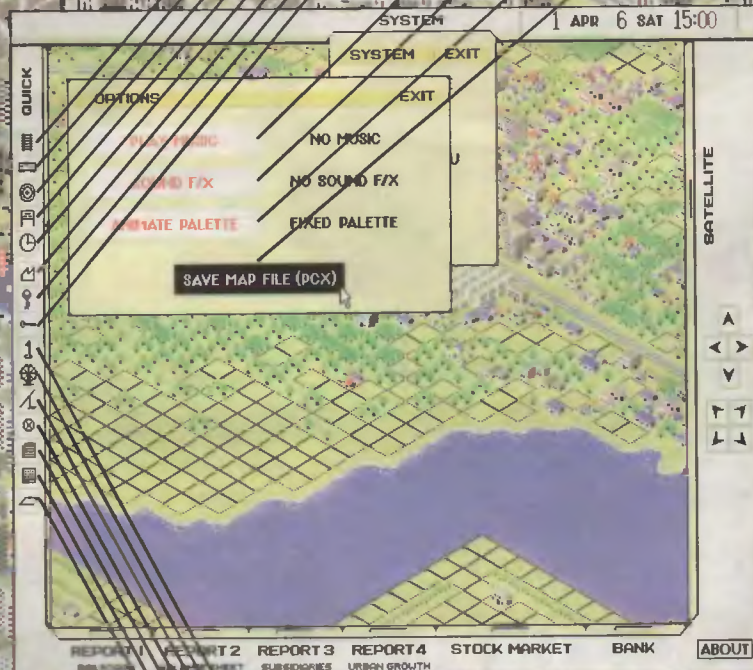 SYSTEM
1 APR 6 SAT 15:00
SYSTEM EXIT
QUICK
OPTIONS EXIT
PLAY MUSIC NO MUSIC
SOUND F/X NO SOUND F/X
ANIMATE PALETTE FIXED PALETTE
SAVE MAP FILE (PCX)
SATELLITE
REPORT 1 REPORT 2 REPORT 3 REPORT 4 STOCK MARKET BANK ABOUT
SUBSIDIARIES URBAN GROWTH